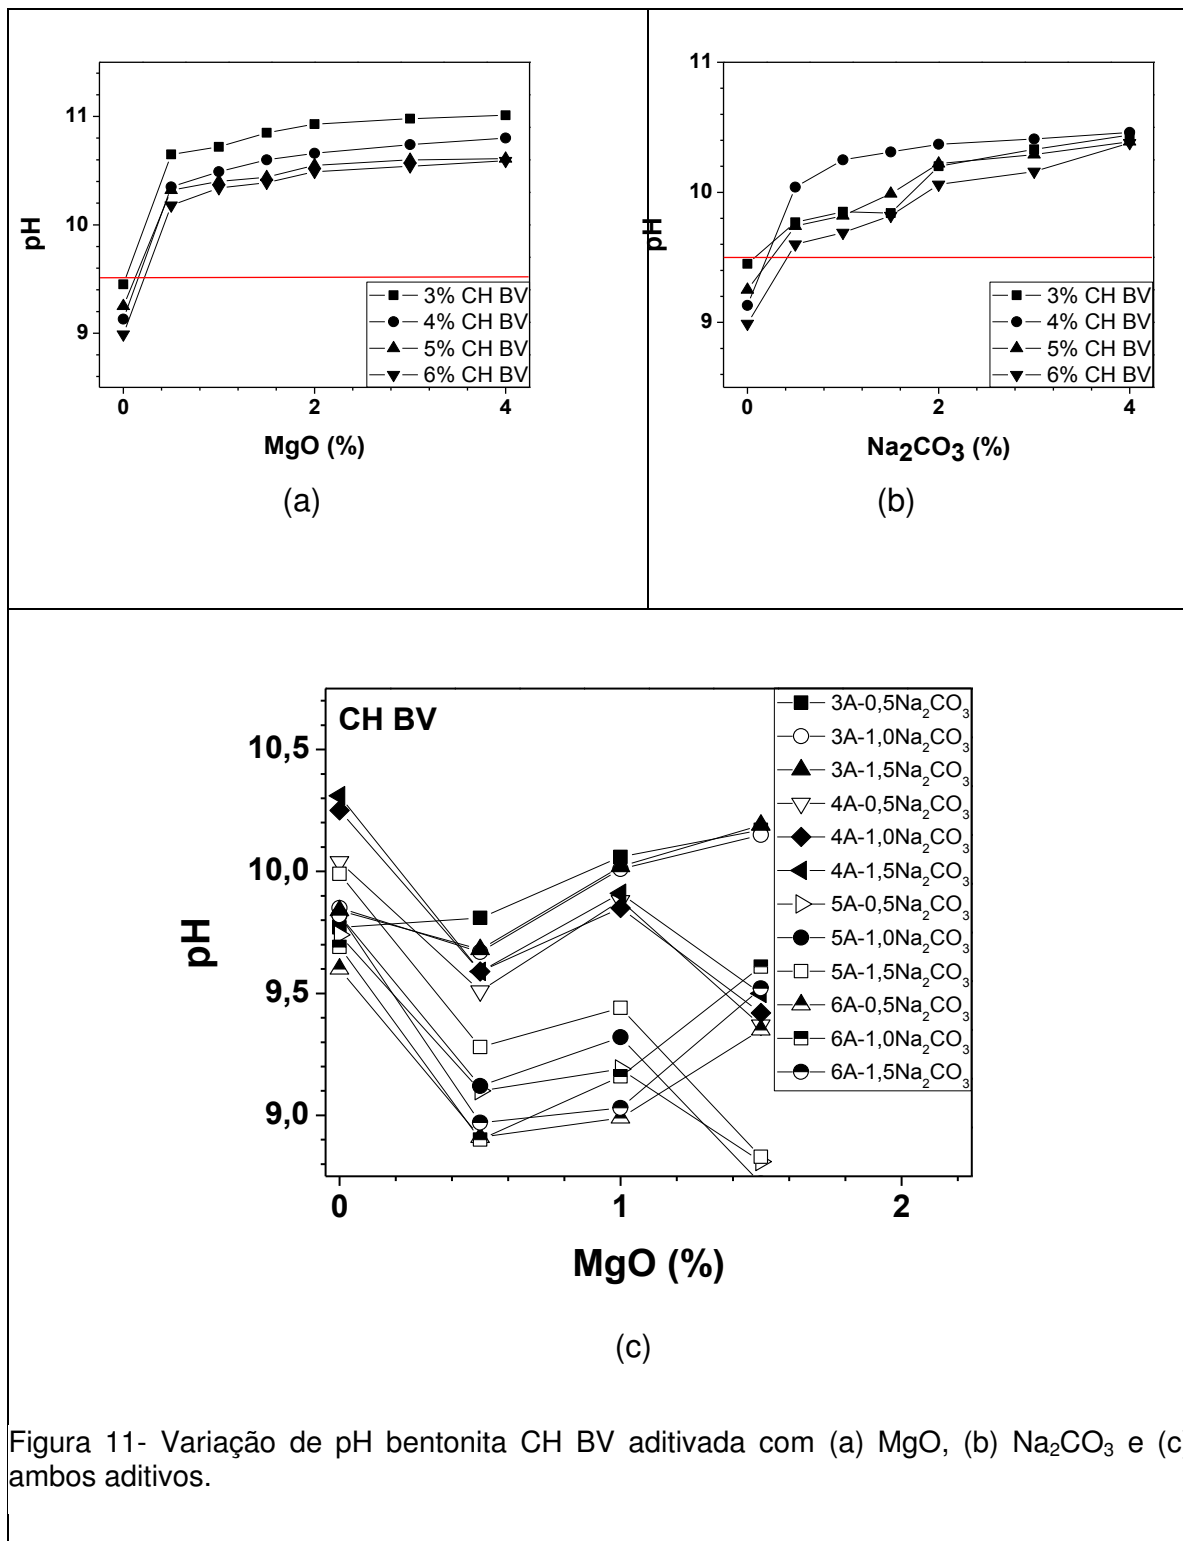 11
10
9
pH
3% CH BV
4% CH BV
5% CH BV
6% CH BV
0 2 4
MgO (%)
(a)
11
10
9
pH
3% CH BV
4% CH BV
5% CH BV
6% CH BV
0 2 4
Na₂CO₃ (%)
(b)
CH BV
10,5
10,0
9,5
9,0
pH
3A-0,5Na₂CO₃
3A-1,0Na₂CO₃
3A-1,5Na₂CO₃
4A-0,5Na₂CO₃
4A-1,0Na₂CO₃
4A-1,5Na₂CO₃
5A-0,5Na₂CO₃
5A-1,0Na₂CO₃
5A-1,5Na₂CO₃
6A-0,5Na₂CO₃
6A-1,0Na₂CO₃
6A-1,5Na₂CO₃
0 1 2
MgO (%)
(c)
Figura 11- Variação de pH bentonita CH BV aditivada com (a) MgO, (b) Na₂CO₃ e (c
ambos aditivos.